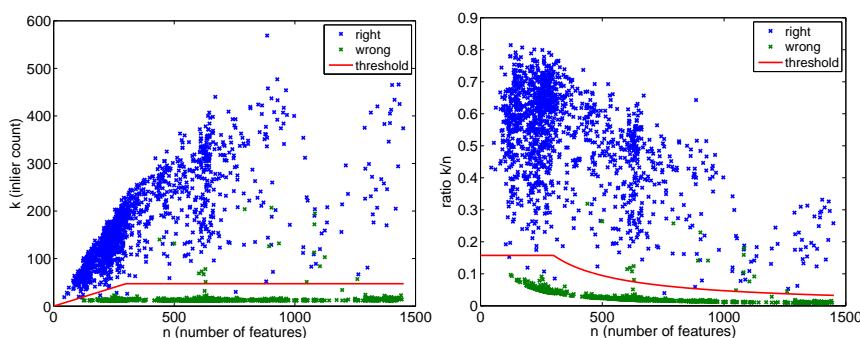 600
500
400
300
200
100
0
k (inlier count)
0 500 1000 1500
n (number of features)
right
wrong
threshold
0.9
0.8
0.7
0.6
0.5
0.4
0.3
0.2
0.1
0
ratio k/n
0 500 1000 1500
n (number of features)
right
wrong
threshold